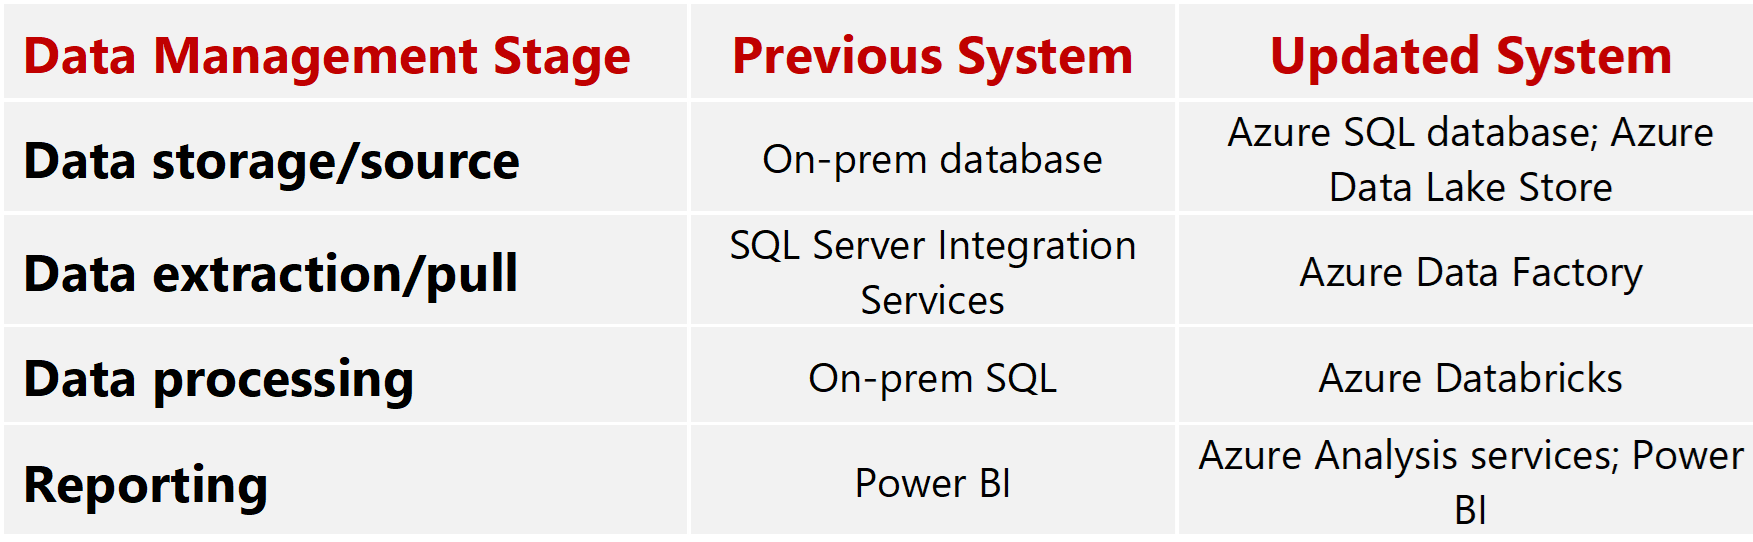 Data Management Stage
Previous System
Updated System
Data storage/source
On-prem database
Azure SQL database; Azure
Data Lake Store
Data extraction/pull
SQL Server Integration
Services
Azure Data Factory
Data processing
On-prem SQL
Azure Databricks
Reporting
Power BI
Azure Analysis services; Power
BI